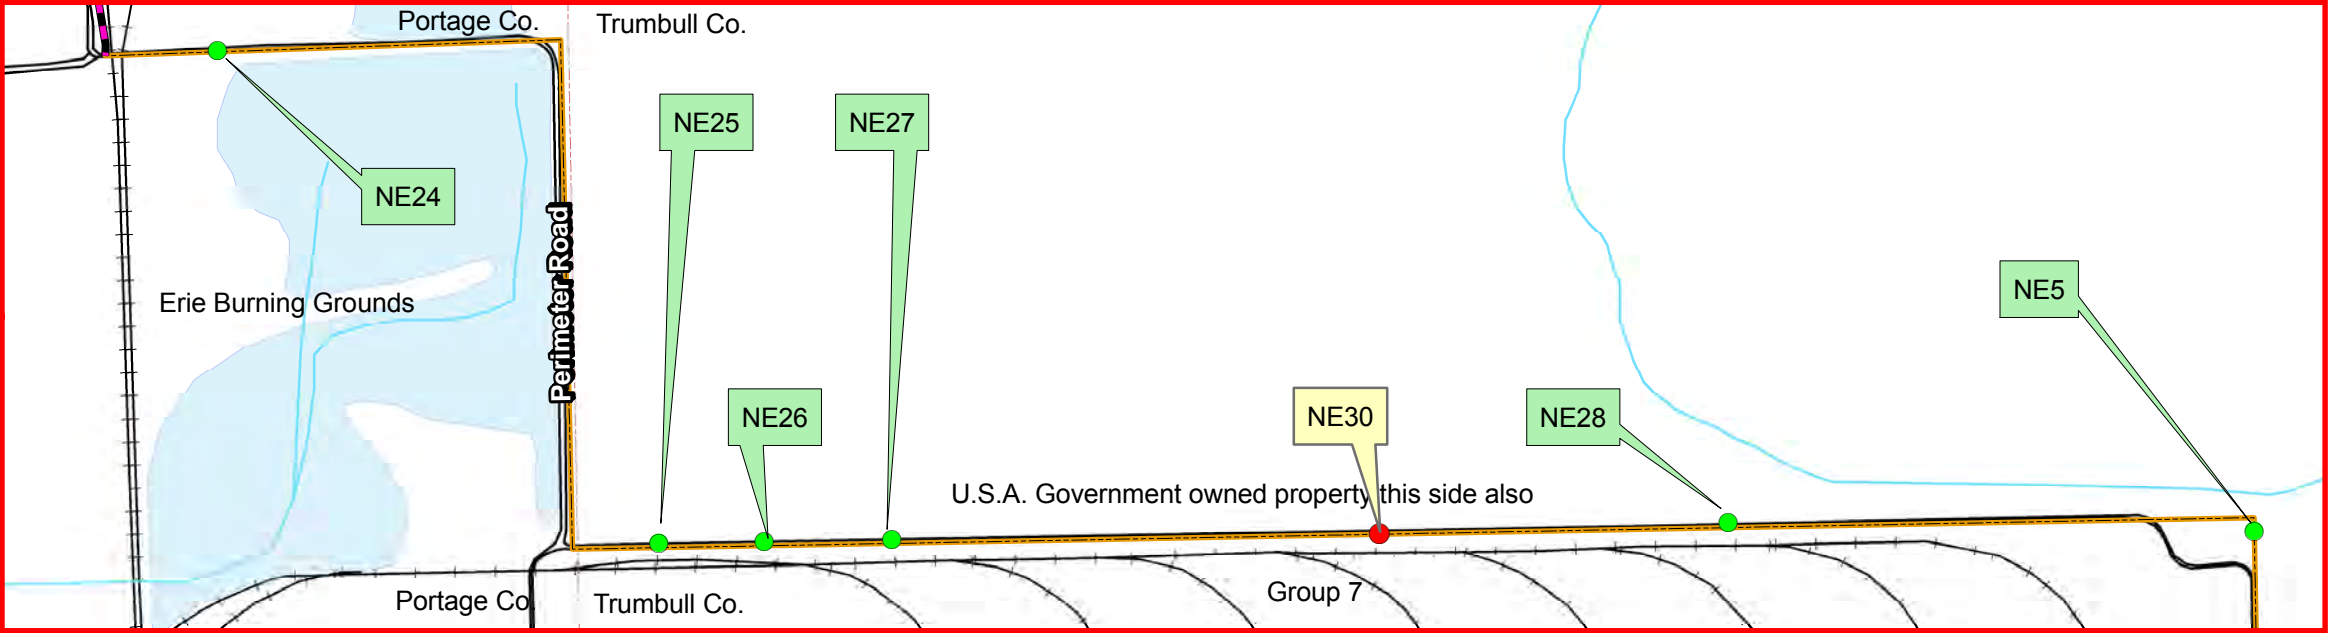 Portage Co.
Trumbull Co.
NE25
NE27
NE24
Perimeter Road
Erie Burning Grounds
NE5
NE26
NE30
NE28
U.S.A. Government owned property this side also
Group 7
Portage Co.
Trumbull Co.